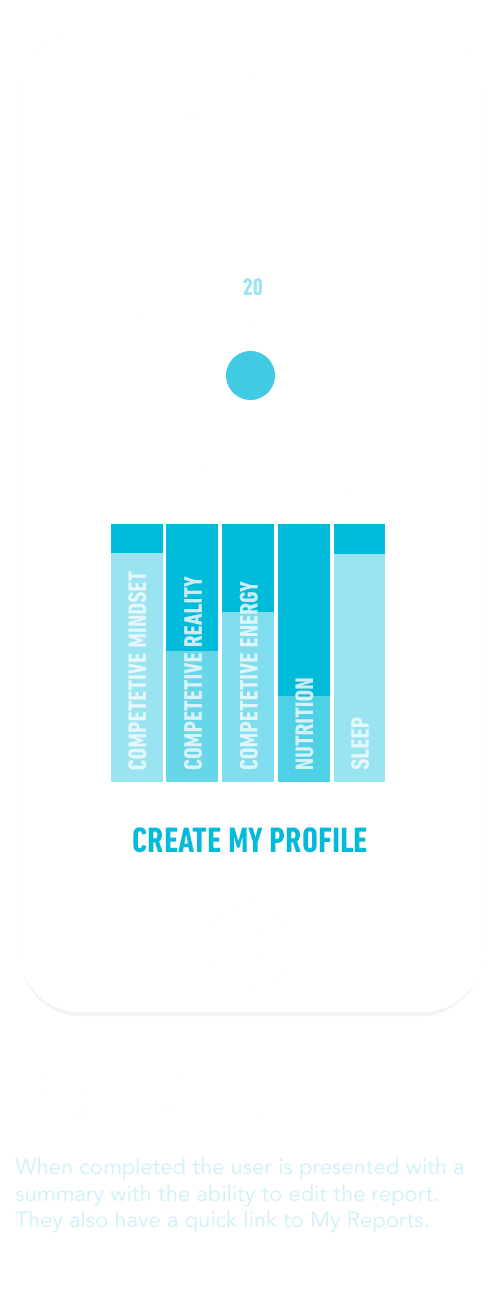 20
COMPETETIVE MINDSET
COMPETETIVE REALITY
COMPETETIVE ENERGY
NUTRITION
SLEEP
CREATE MY PROFILE
When completed the user is presented with a
summary with the ability to edit the report.
They also have a quick link to My Reports.